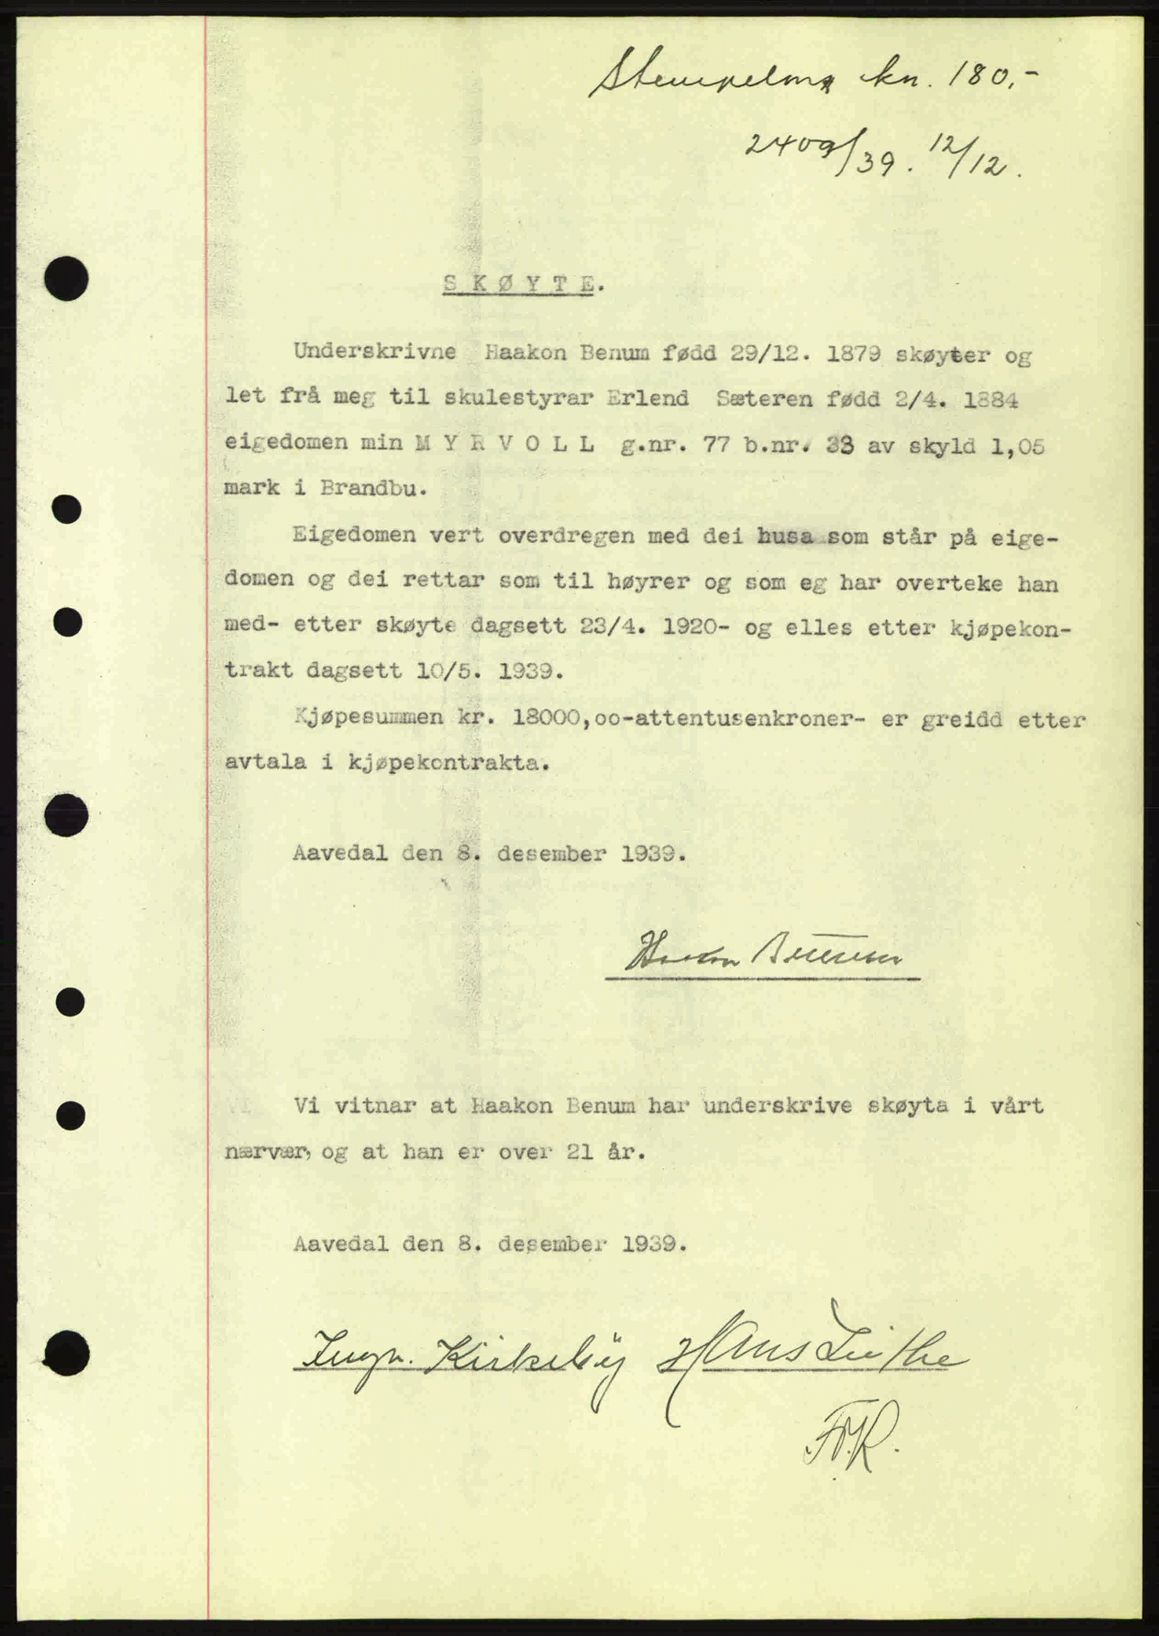 Stempelm. kr. 180,-
2409/39. 12/12.
SKØYTE.
Underskrivne Haakon Benum fødd 29/12. 1879 skøyter og
let frå meg til skulestyrar Erlend Sæteren fødd 2/4. 1884
eigedomen min M Y R V O L L g.nr. 77 b.nr. 33 av skyld 1,05
mark i Brandbu.
Eigedomen vert overdregen med dei husa som står på eige-
domen og dei rettar som til høyrer og som eg har overteke han
med- etter skøyte dagsett 23/4. 1920- og elles etter kjøpekon-
trakt dagsett 10/5. 1939.
Kjøpesummen kr. 18000,oo-attentusenkroner- er greidd etter
avtala i kjøpekontrakta.
Aavedal den 8. desember 1939.
Haakon Benum
Vi vitnar at Haakon Benum har underskrive skøyta i vårt
nærvær, og at han er over 21 år.
Aavedal den 8. desember 1939.
Kirkeby Hans